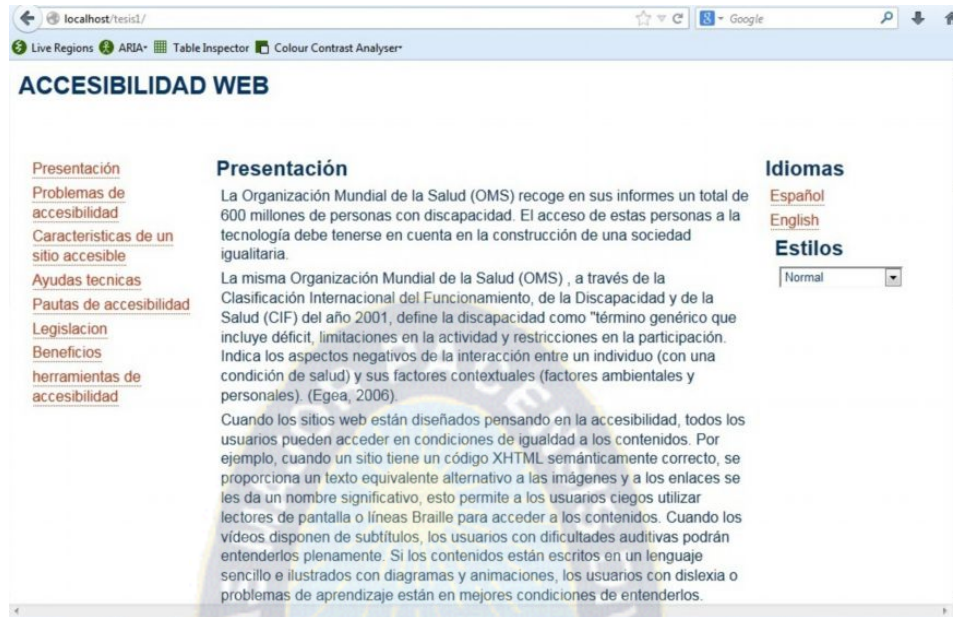 localhost/tesis1/
Google
Live Regions ARIA Table Inspector Colour Contrast Analyser
ACCESIBILIDAD WEB
Presentación
Problemas de
accesibilidad
Caracteristicas de un
sitio accesible
Ayudas tecnicas
Pautas de accesibilidad
Legislacion
Beneficios
herramientas de
accesibilidad
Presentación
La Organización Mundial de la Salud (OMS) recoge en sus informes un total de
600 millones de personas con discapacidad. El acceso de estas personas a la
tecnología debe tenerse en cuenta en la construcción de una sociedad
igualitaria.
La misma Organización Mundial de la Salud (OMS) , a través de la
Clasificación Internacional del Funcionamiento, de la Discapacidad y de la
Salud (CIF) del año 2001, define la discapacidad como "término genérico que
incluye déficit, limitaciones en la actividad y restricciones en la participación.
Indica los aspectos negativos de la interacción entre un individuo (con una
condición de salud) y sus factores contextuales (factores ambientales y
personales). (Egea, 2006).
Cuando los sitios web están diseñados pensando en la accesibilidad, todos los
usuarios pueden acceder en condiciones de igualdad a los contenidos. Por
ejemplo, cuando un sitio tiene un código XHTML semánticamente correcto, se
proporciona un texto equivalente alternativo a las imágenes y a los enlaces se
les da un nombre significativo, esto permite a los usuarios ciegos utilizar
lectores de pantalla o líneas Braille para acceder a los contenidos. Cuando los
vídeos disponen de subtítulos, los usuarios con dificultades auditivas podrán
entenderlos plenamente. Si los contenidos están escritos en un lenguaje
sencillo e ilustrados con diagramas y animaciones, los usuarios con dislexia o
problemas de aprendizaje están en mejores condiciones de entenderlos.
Idiomas
Español
English
Estilos
Normal